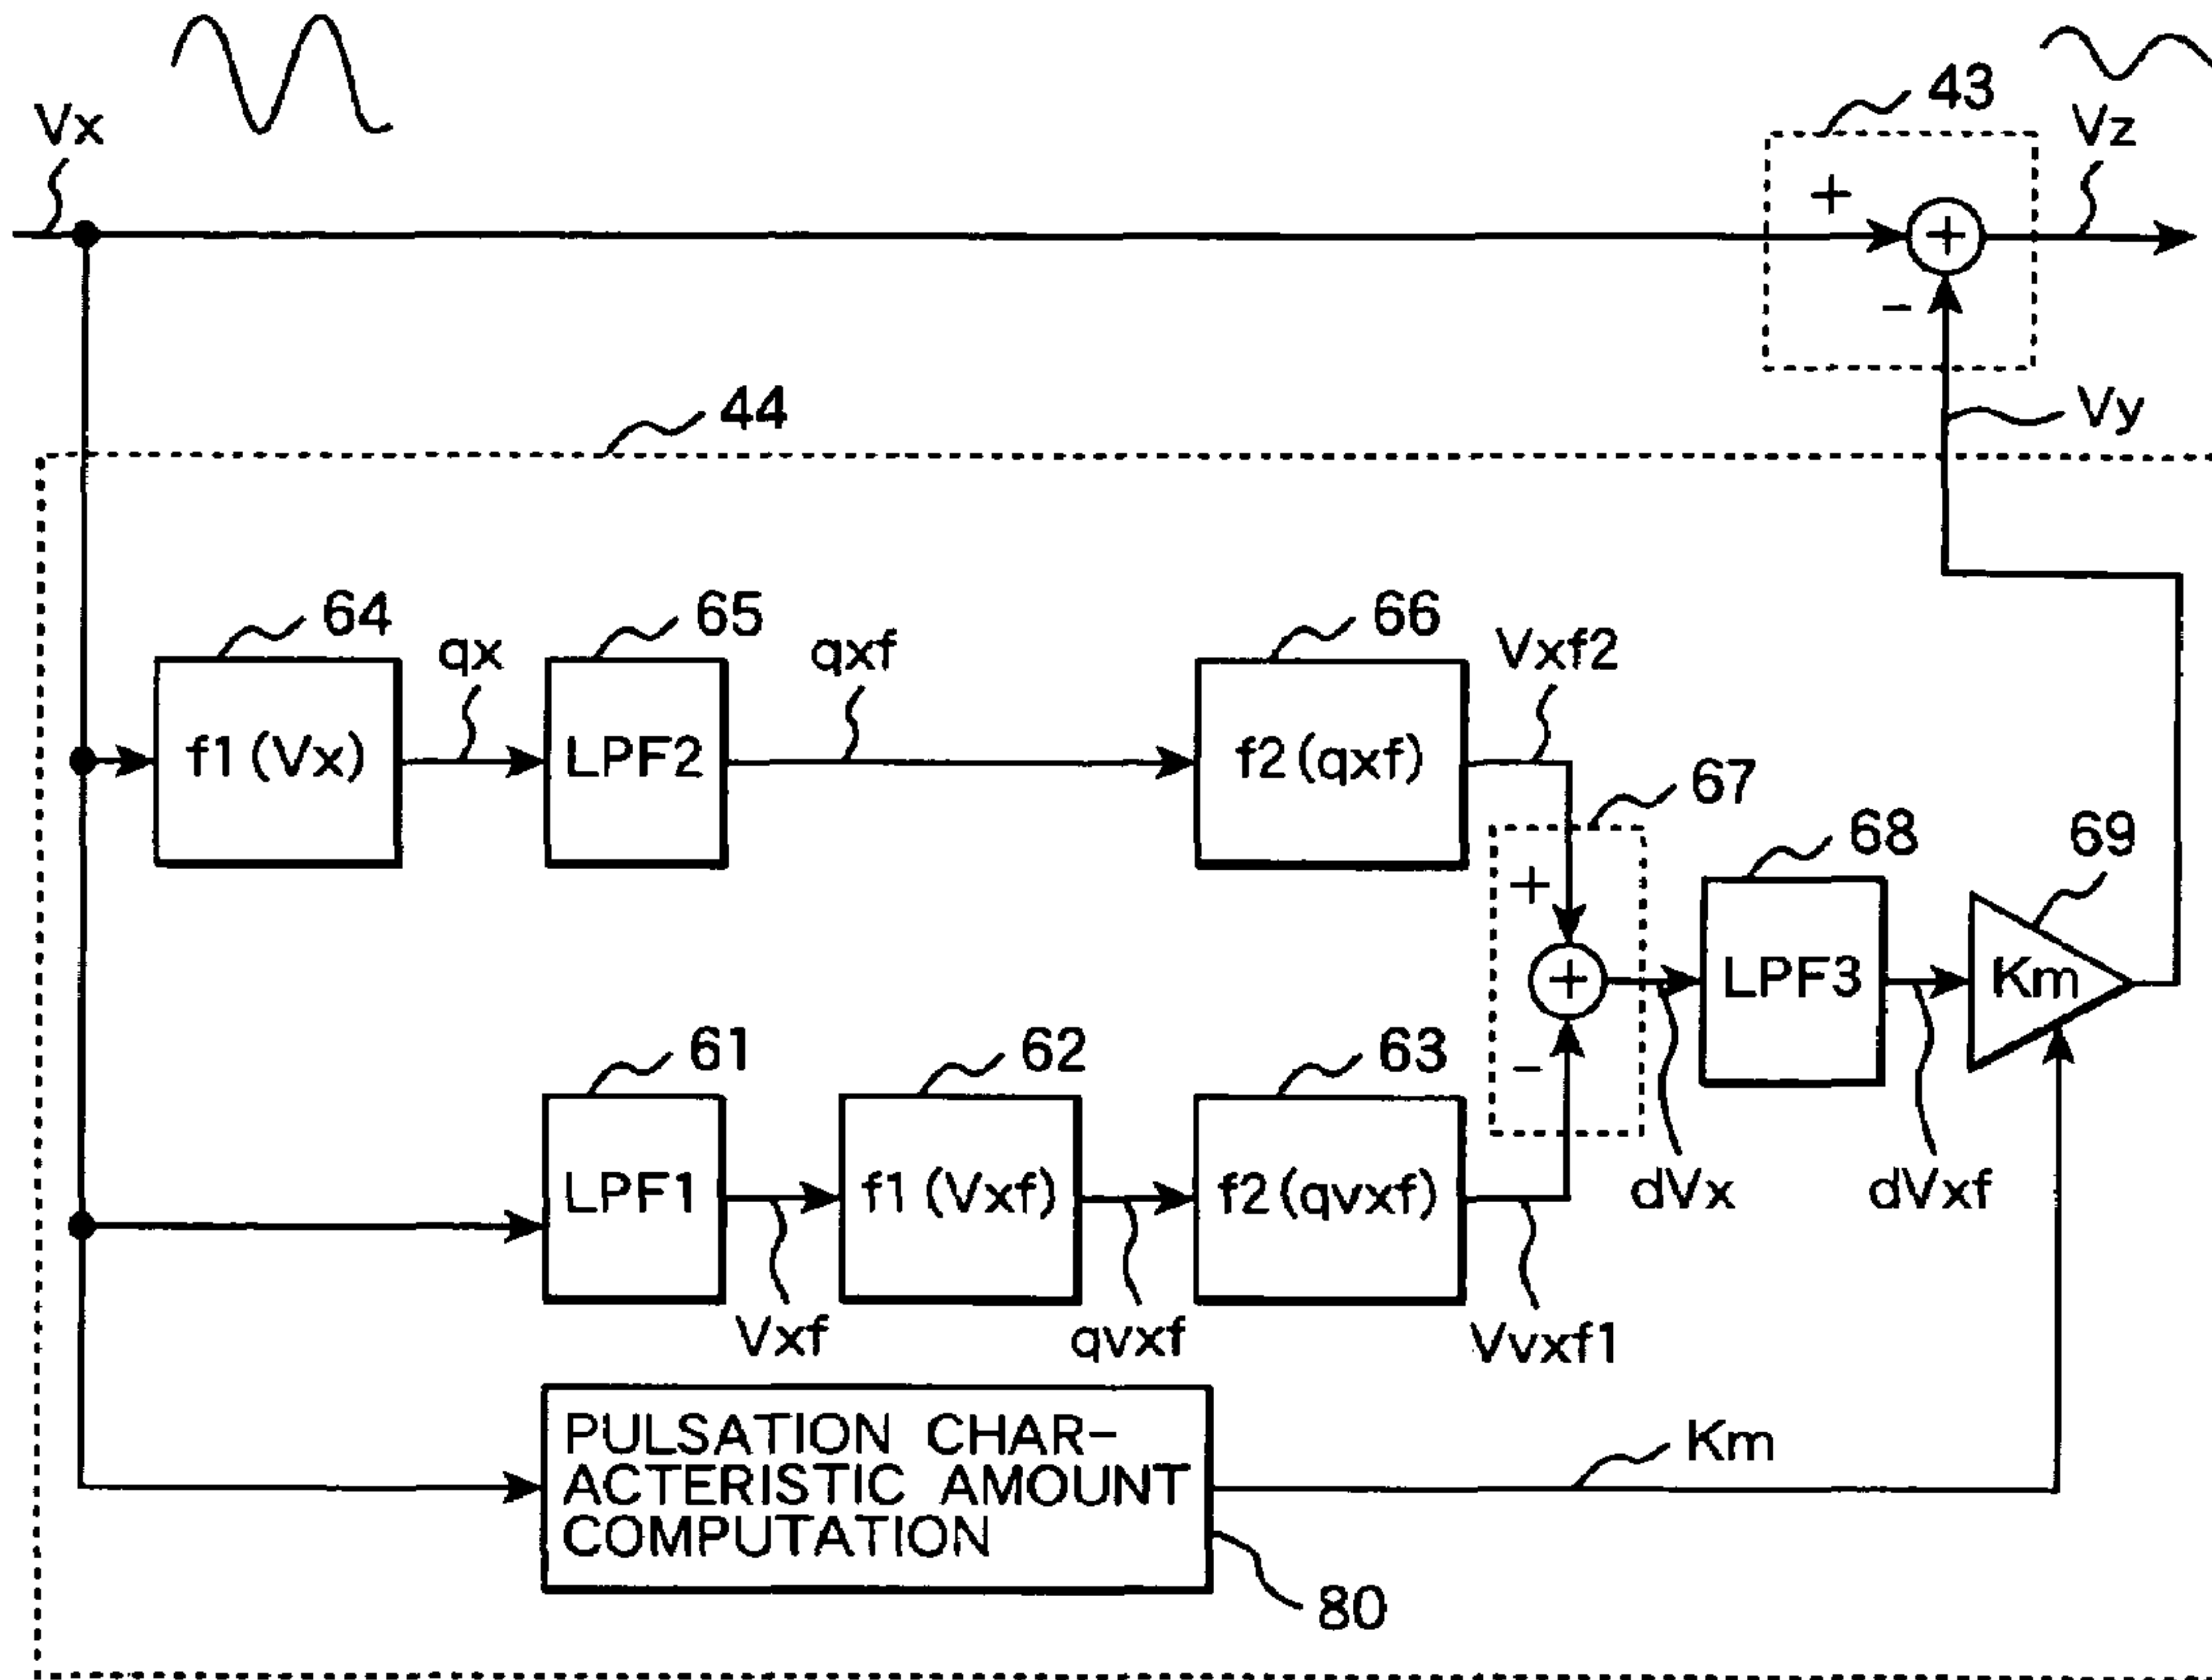 Vx
43
+
Vz
+
-
44
Vy
64
qx
65
qxf
66
Vxf2
f1(Vx)
LPF2
f2(qxf)
67
+
68
69
+
LPF3
Km
-
61
62
63
dVx
dVxf
LPF1
f1(Vxf)
f2(qvxf)
Vxf
qvxf
Vvxf1
PULSATION CHAR-
ACTERISTIC AMOUNT
COMPUTATION
Km
80